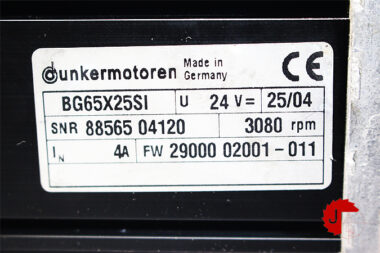 dunkermotoren Made in Germany CE
BG65X25SI U 24 V= 25/04
SNR 88565 04120 3080 rpm
IN 4A FW 29000 02001-011
J